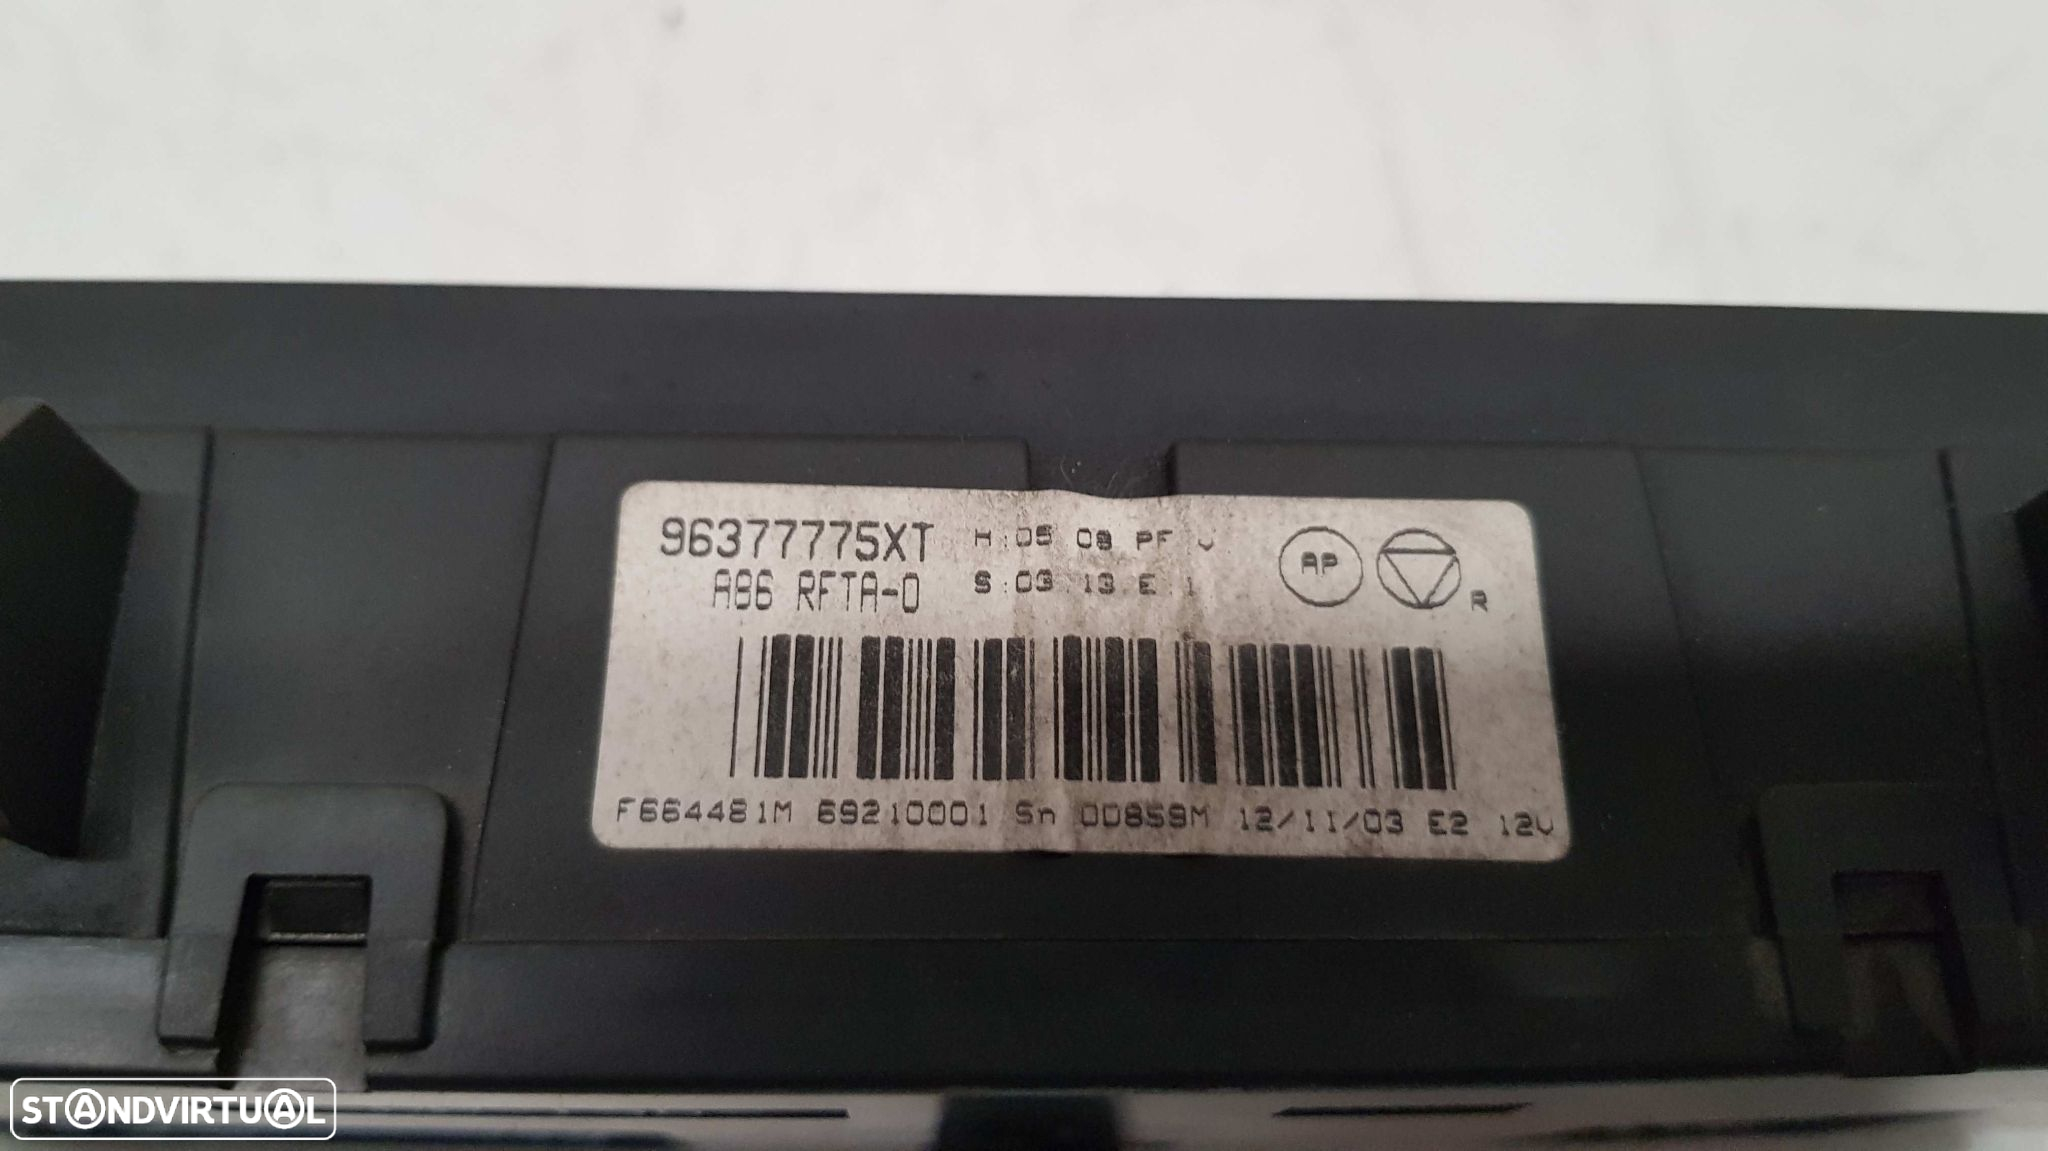 96377775XT H:05 08 PF V
A86 RFTA-0 S:03 13 E 1
AP
R
F664481M 69210001 Sn 00859M 12/11/03 E2 12V
STANDVIRTUAL